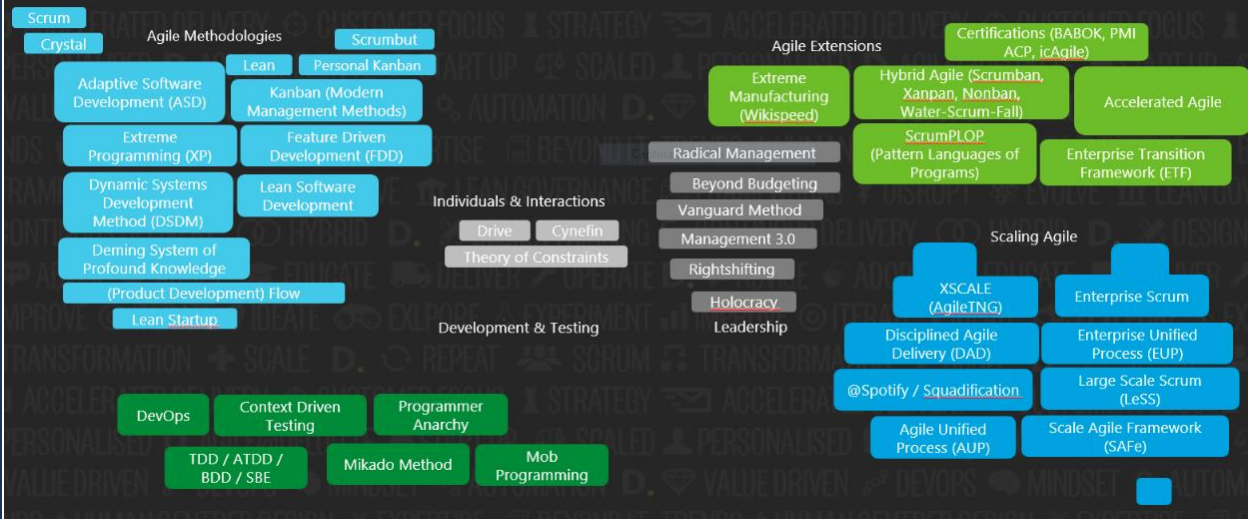 Agile Methodologies
Scrum
Crystal
Scrumbut
Lean
Personal Kanban
Adaptive Software
Development (ASD)
Kanban (Modern
Management Methods)
Extreme
Programming (XP)
Feature Driven
Development (FDD)
Dynamic Systems
Development
Method (DSDM)
Lean Software
Development
Deming System of
Profound Knowledge
(Product Development) Flow
Lean Startup
Individuals & Interactions
Drive
Cynefin
Theory of Constraints
Development & Testing
DevOps
Context Driven
Testing
Programmer
Anarchy
TDD / ATDD /
BDD / SBE
Mikado Method
Mob
Programming
Radical Management
Beyond Budgeting
Vanguard Method
Management 3.0
Rightshifting
Holocracy
Leadership
Agile Extensions
Certifications (BABOK, PMI
ACP, icAgile)
Extreme
Manufacturing
(Wikispeed)
Hybrid Agile (Scrumban,
Xanpan, Nonban,
Water-Scrum-Fall)
Accelerated Agile
ScrumPLOP
(Pattern Languages of
Programs)
Enterprise Transition
Framework (ETF)
Scaling Agile
XSCALE
(AgileTNG)
Enterprise Scrum
Disciplined Agile
Delivery (DAD)
Enterprise Unified
Process (EUP)
@Spotify / Squadification
Large Scale Scrum
(LeSS)
Agile Unified
Process (AUP)
Scale Agile Framework
(SAFe)